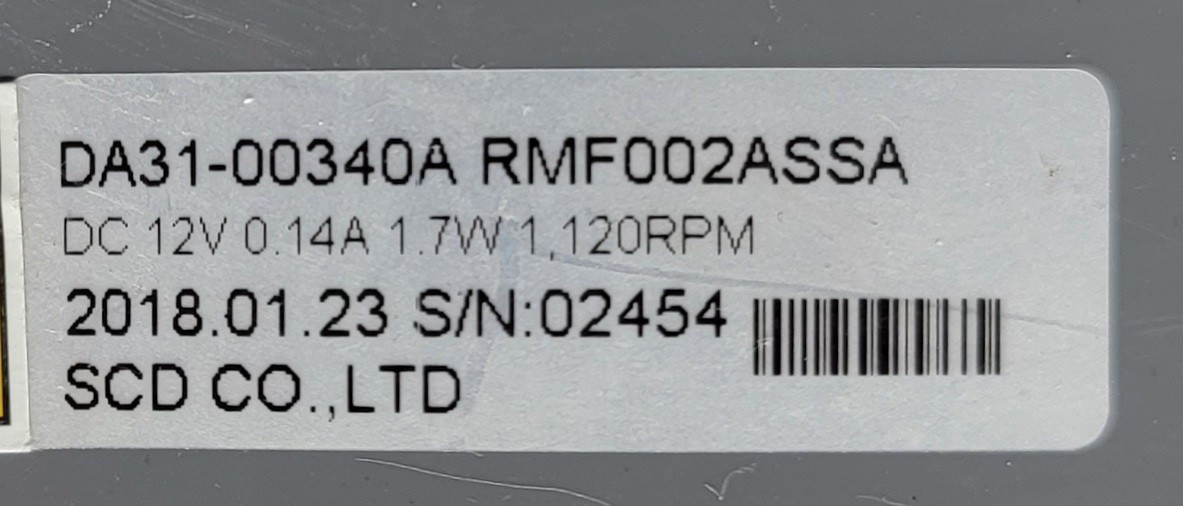 DA31-00340A RMF002ASSA
DC 12V 0.14A 1.7W 1,120RPM
2018.01.23 S/N:02454
SCD CO.,LTD